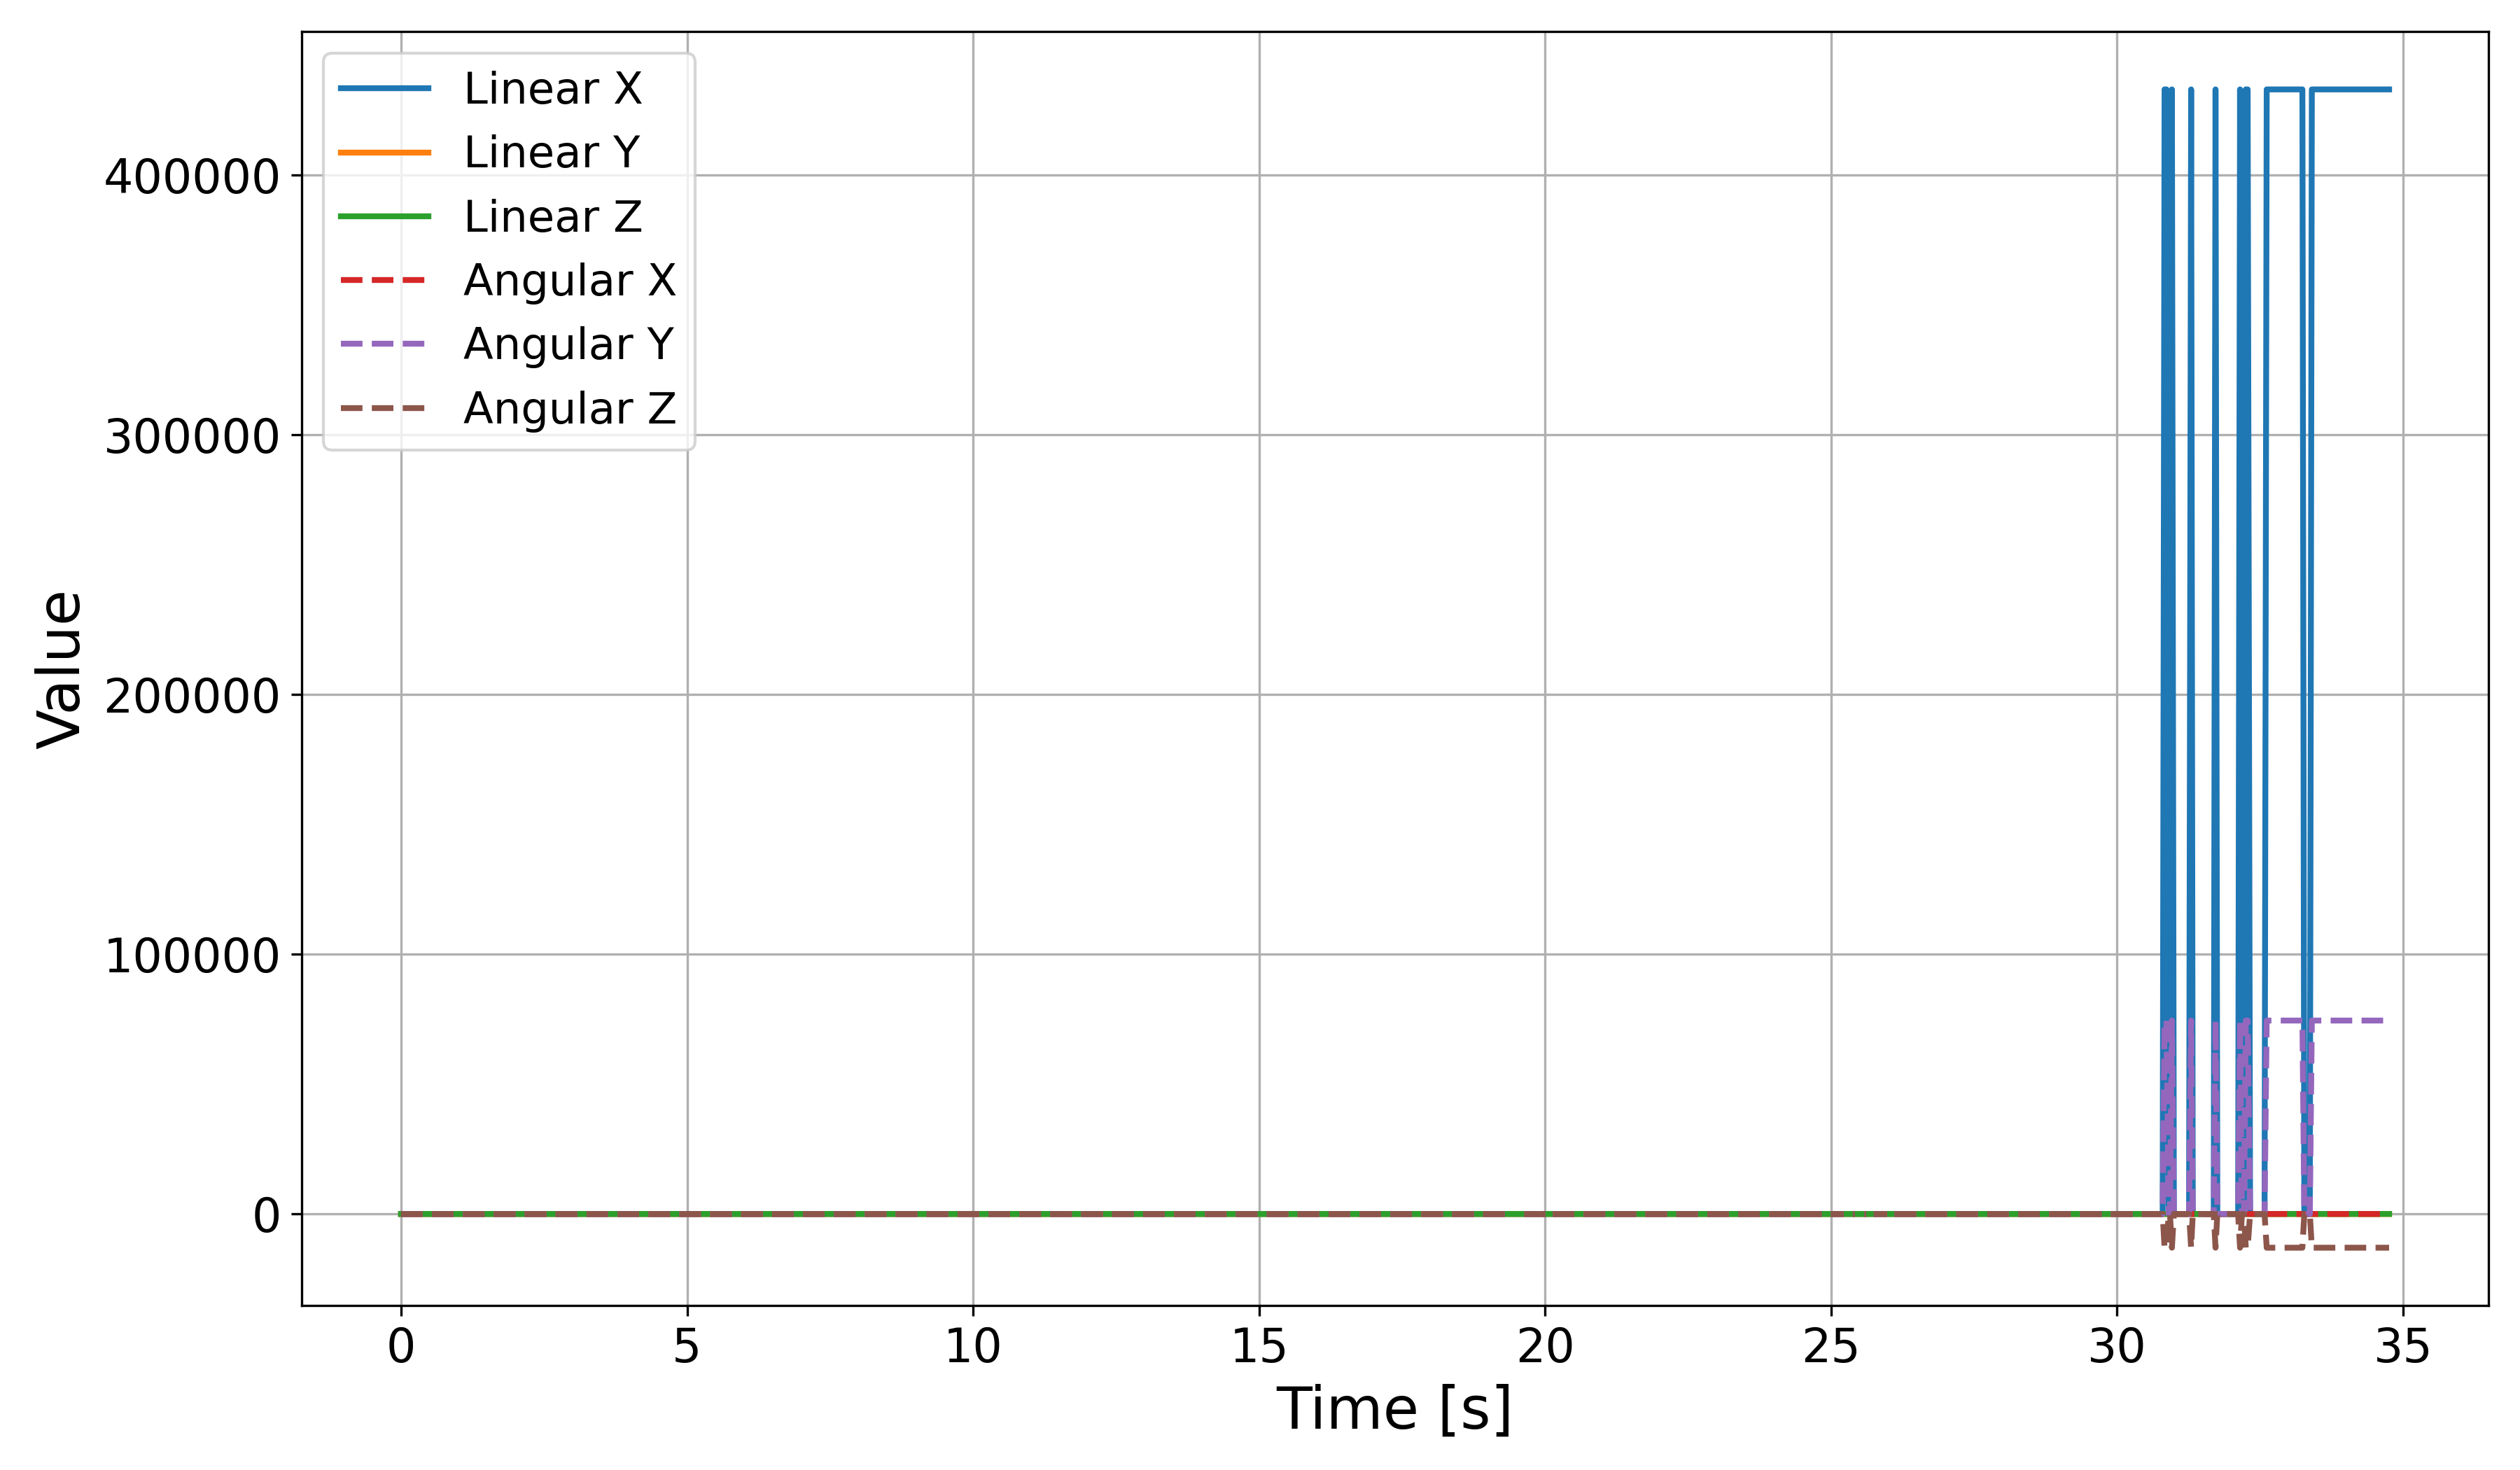 Linear X
Linear Y
Linear Z
Angular X
Angular Y
Angular Z
400000
300000
200000
100000
0
Value
0 5 10 15 20 25 30 35
Time [s]